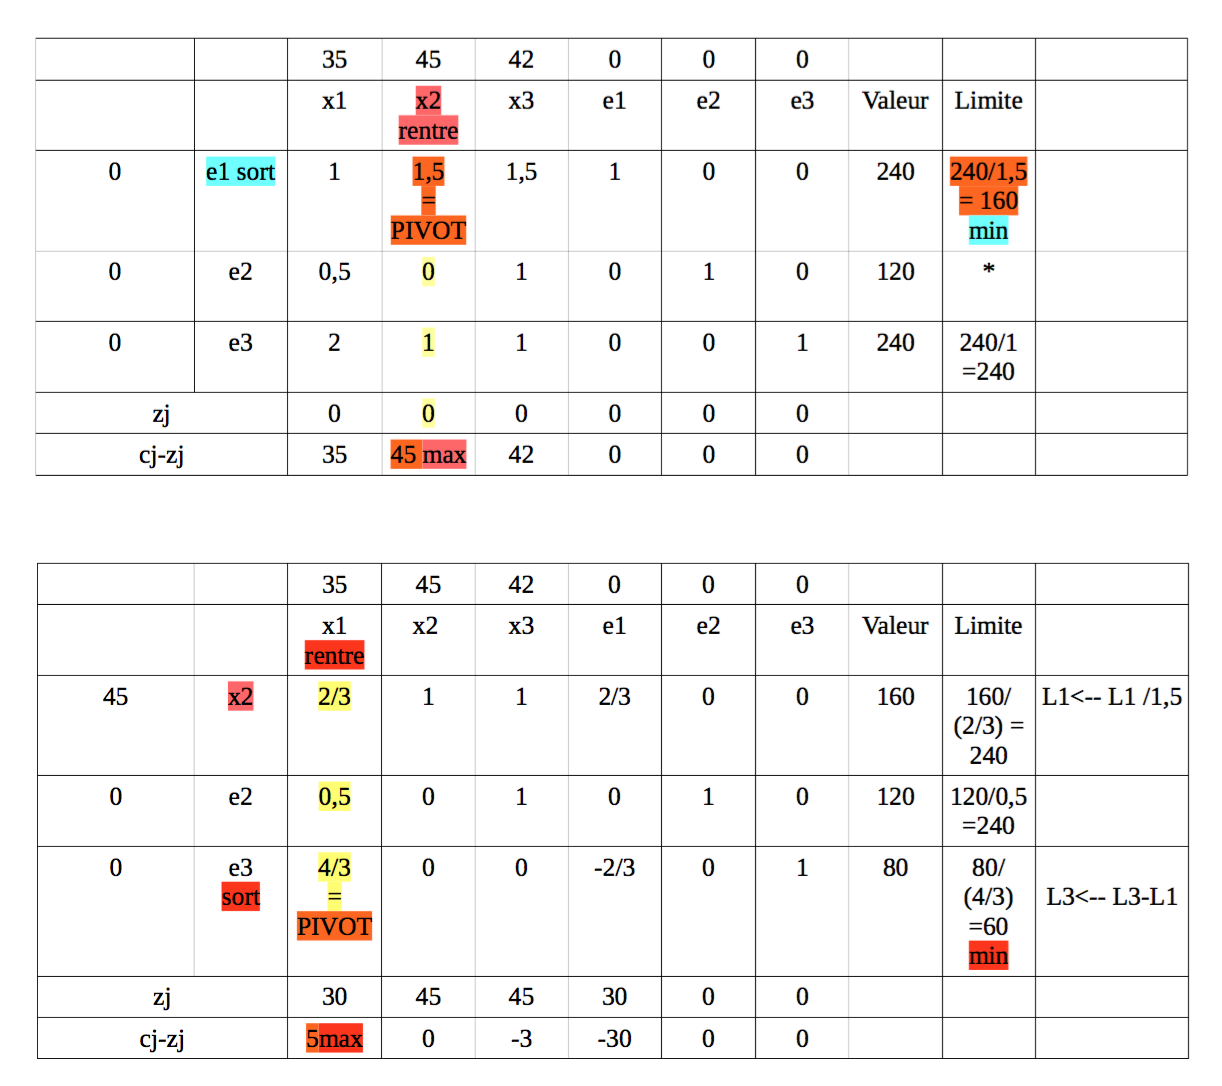 35 45 42 0 0 0
x1 x2 x3 e1 e2 e3 Valeur Limite
rentre
0 e1 sort 1 1,5 1,5 1 0 0 240 240/1,5
= = 160
PIVOT min
0 e2 0,5 0 1 0 1 0 120 *
0 e3 2 1 1 0 0 1 240 240/1
=240
zj 0 0 0 0 0 0
cj-zj 35 45 max 42 0 0 0
35 45 42 0 0 0
x1 x2 x3 e1 e2 e3 Valeur Limite
rentre
45 x2 2/3 1 1 2/3 0 0 160 160/ L1<-- L1 /1,5
(2/3) =
240
0 e2 0,5 0 1 0 1 0 120 120/0,5
=240
0 e3 4/3 0 0 -2/3 0 1 80 80/
sort = (4/3) L3<-- L3-L1
PIVOT =60
min
zj 30 45 45 30 0 0
cj-zj 5max 0 -3 -30 0 0